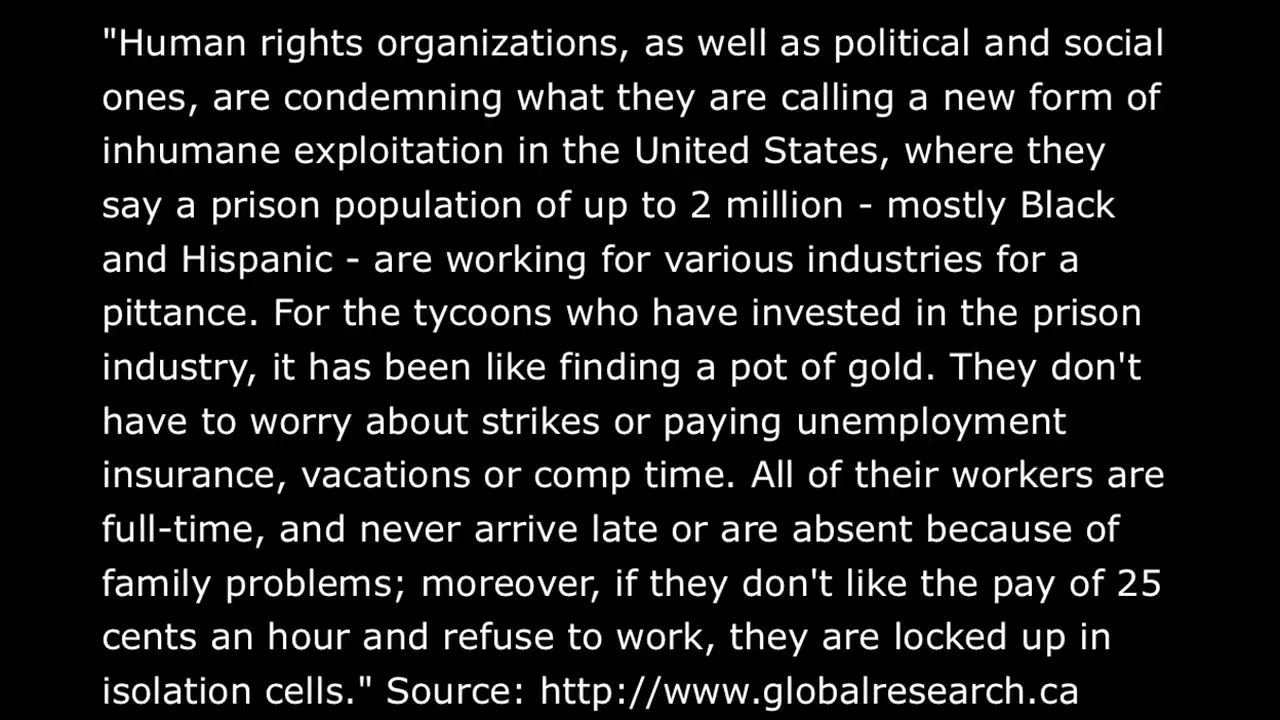 "Human rights organizations, as well as political and social
ones, are condemning what they are calling a new form of
inhumane exploitation in the United States, where they
say a prison population of up to 2 million - mostly Black
and Hispanic - are working for various industries for a
pittance. For the tycoons who have invested in the prison
industry, it has been like finding a pot of gold. They don't
have to worry about strikes or paying unemployment
insurance, vacations or comp time. All of their workers are
full-time, and never arrive late or are absent because of
family problems; moreover, if they don't like the pay of 25
cents an hour and refuse to work, they are locked up in
isolation cells." Source: http://www.globalresearch.ca